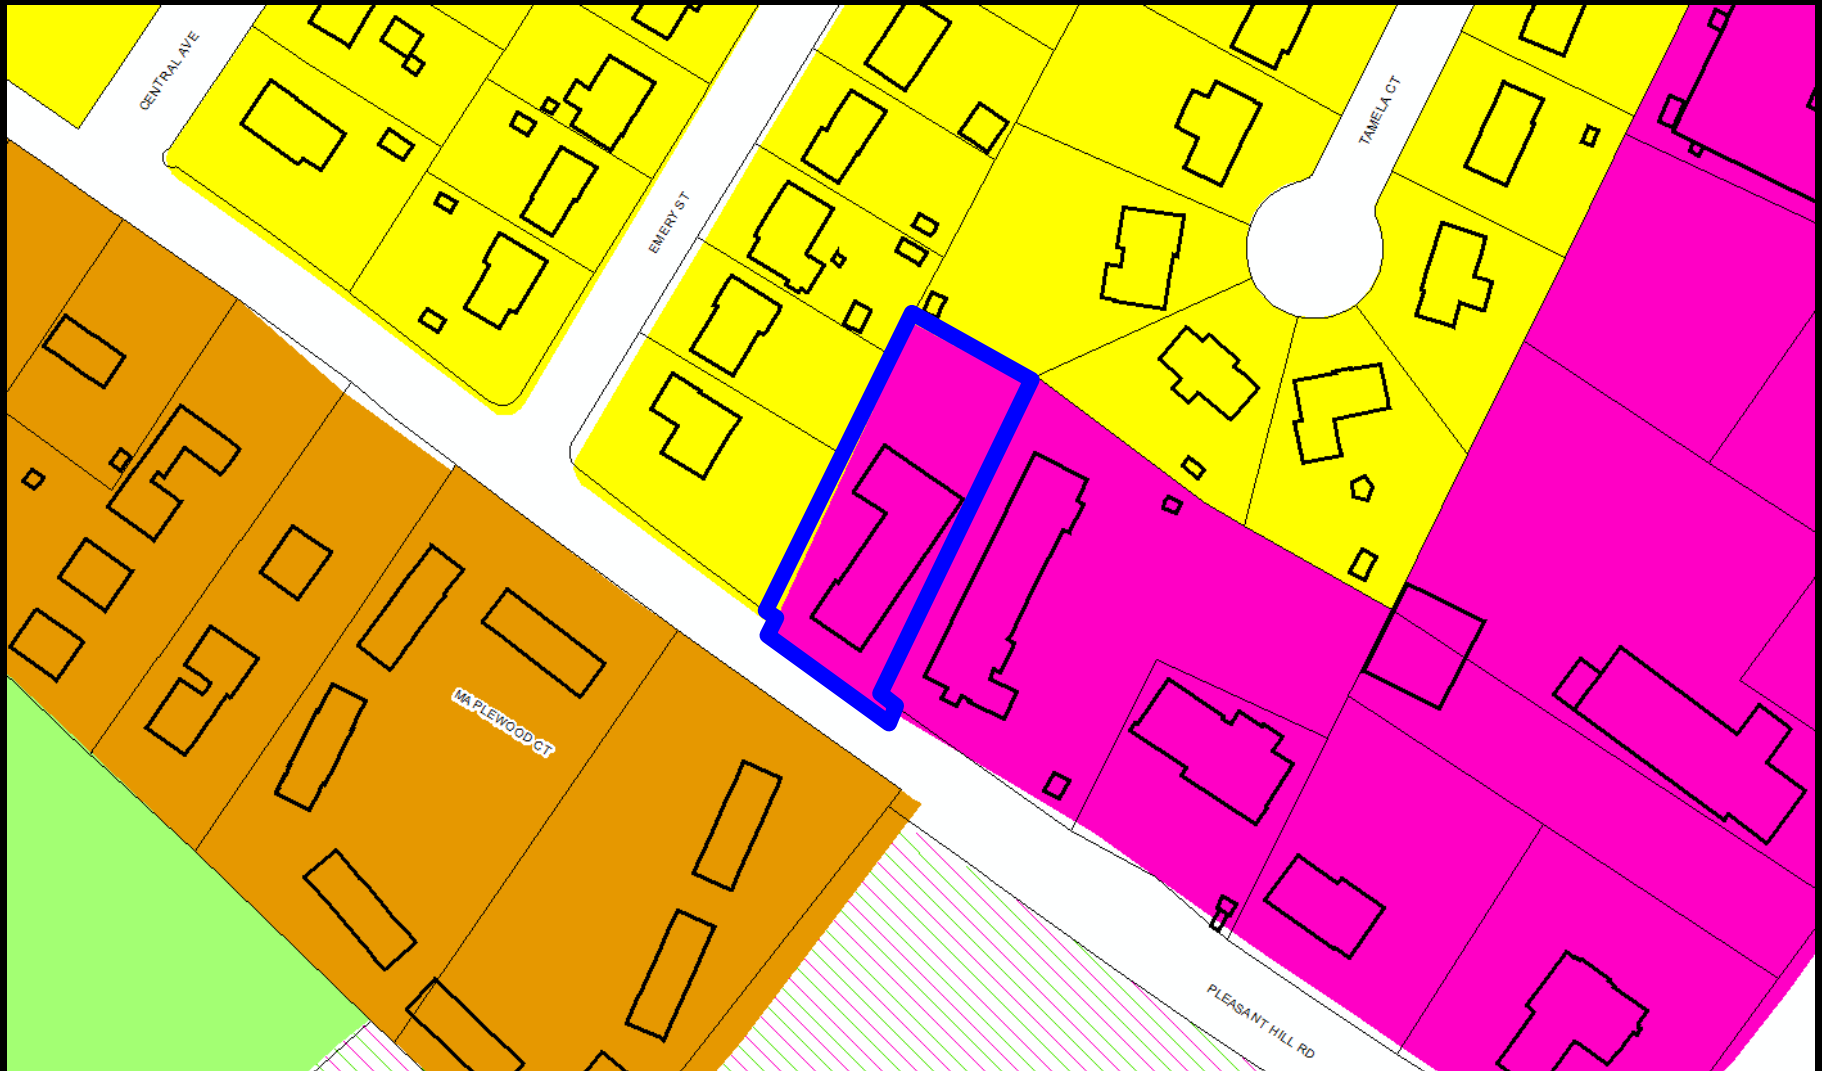 CENTRAL AVE
TAMELA CT
EMERY ST
MAPLEWOOD CT
PLEASANT HILL RD